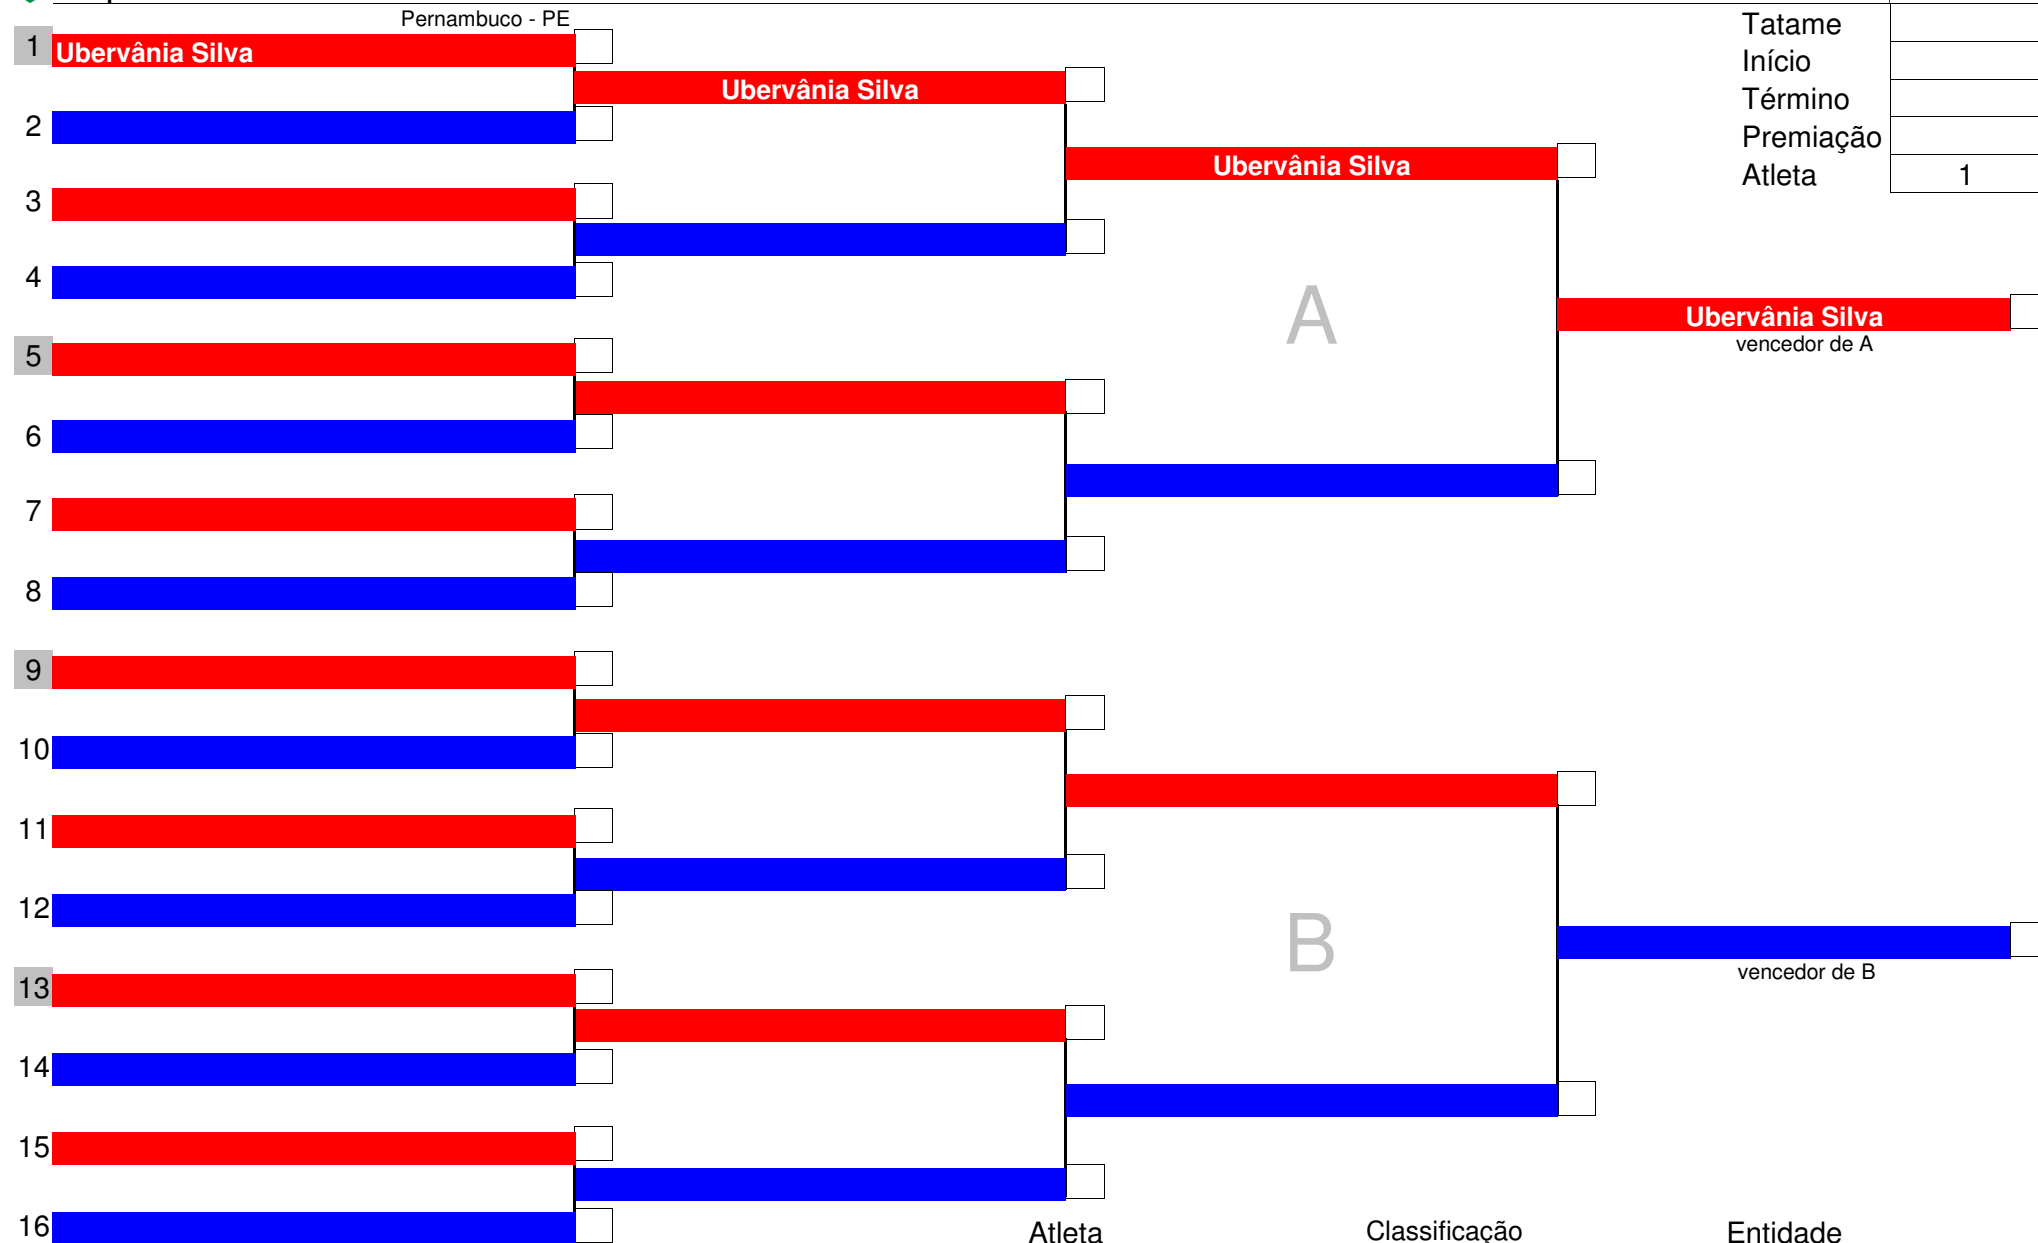 Pernambuco - PE
Tatame
1
Ubervânia Silva
Início
Ubervânia Silva
Término
2
Premiação
Ubervânia Silva
Atleta 1
3
4
A
Ubervânia Silva
vencedor de A
5
6
7
8
9
10
11
12
B
vencedor de B
13
14
15
16
Atleta Classificação Entidade